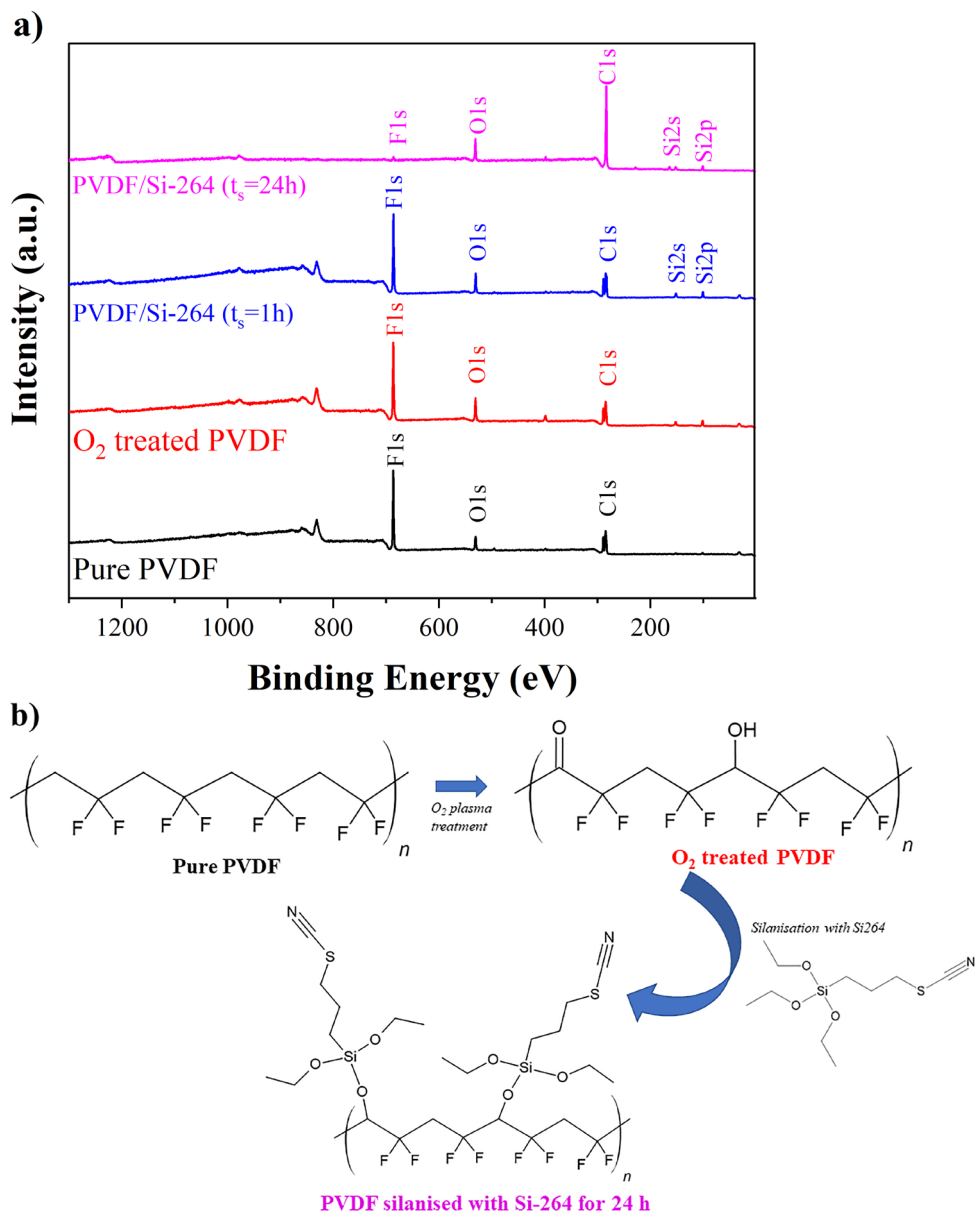 a)
Intensity (a.u.)
F1s
O1s
C1s
Si2s
Si2p
PVDF/Si-264 (tₛ=24h)
F1s
O1s
C1s
Si2s
Si2p
PVDF/Si-264 (tₛ=1h)
F1s
O1s
C1s
O₂ treated PVDF
F1s
O1s
C1s
Pure PVDF
1200 1000 800 600 400 200
Binding Energy (eV)
b)
F F F F F F F F
n
Pure PVDF
O₂ plasma
treatment
O OH
F F F F F F F F
n
O₂ treated PVDF
Silanisation with Si264
O Si S N
O
O
N
S
Si O
O
O
N
S
O Si
O
O
F F F F F F F F
n
PVDF silanised with Si-264 for 24 h